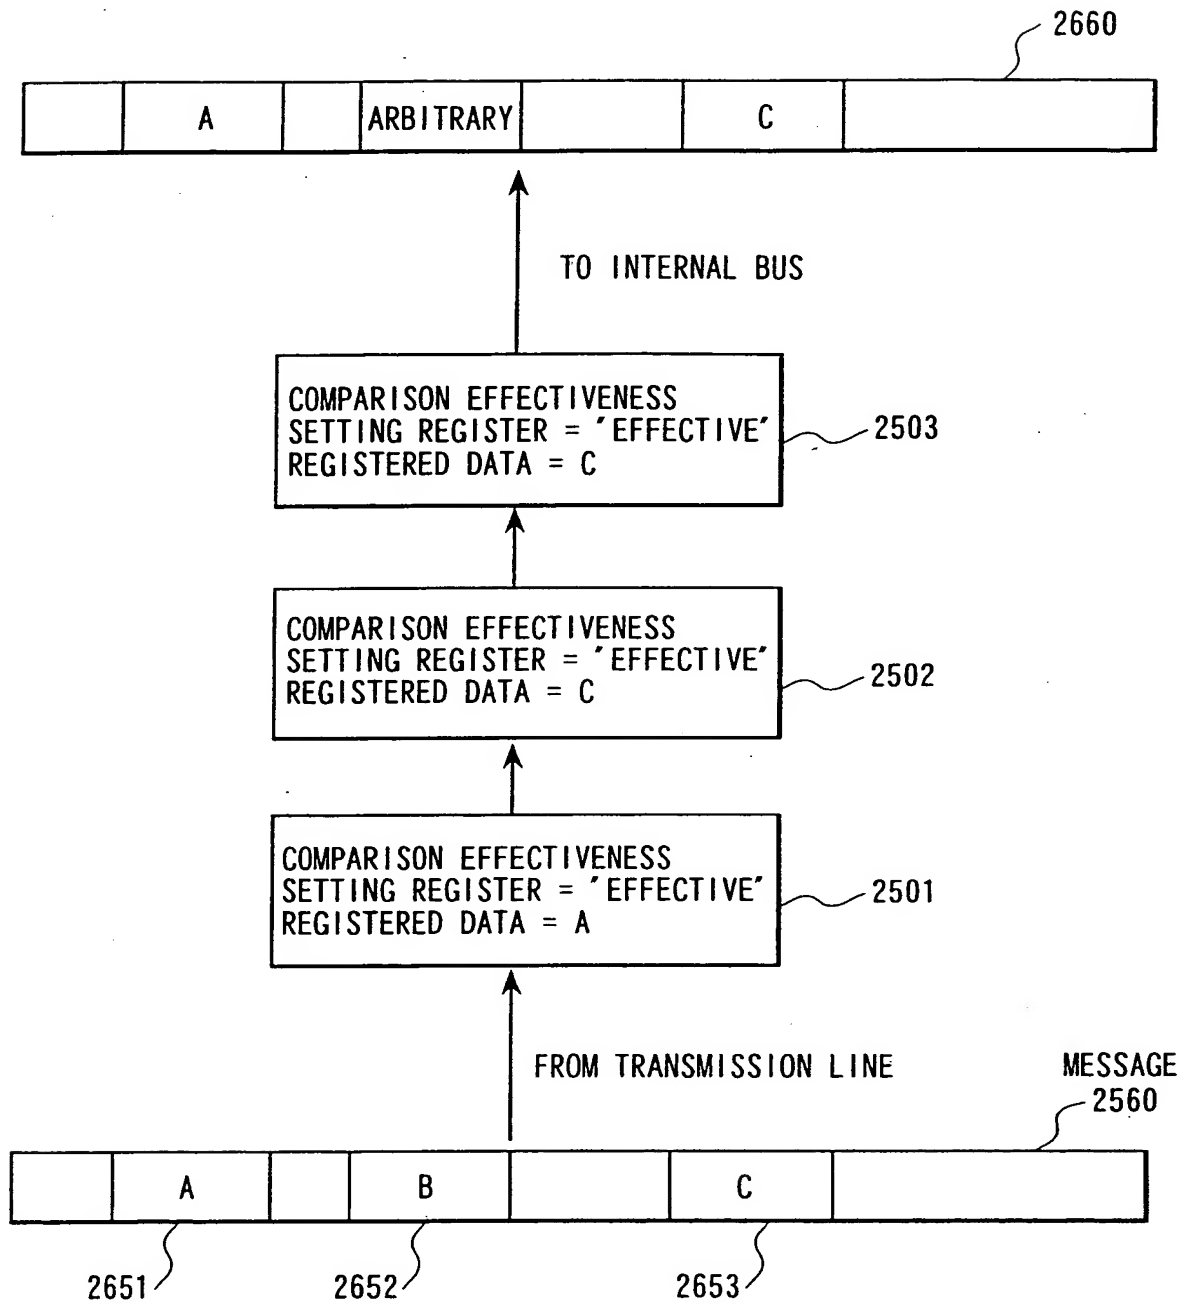 2660
A ARBITRARY C
TO INTERNAL BUS
COMPARISON EFFECTIVENESS
SETTING REGISTER = "EFFECTIVE"
REGISTERED DATA = C
2503
COMPARISON EFFECTIVENESS
SETTING REGISTER = "EFFECTIVE"
REGISTERED DATA = C
2502
COMPARISON EFFECTIVENESS
SETTING REGISTER = "EFFECTIVE"
REGISTERED DATA = A
2501
FROM TRANSMISSION LINE
MESSAGE
2560
A B C
2651 2652 2653